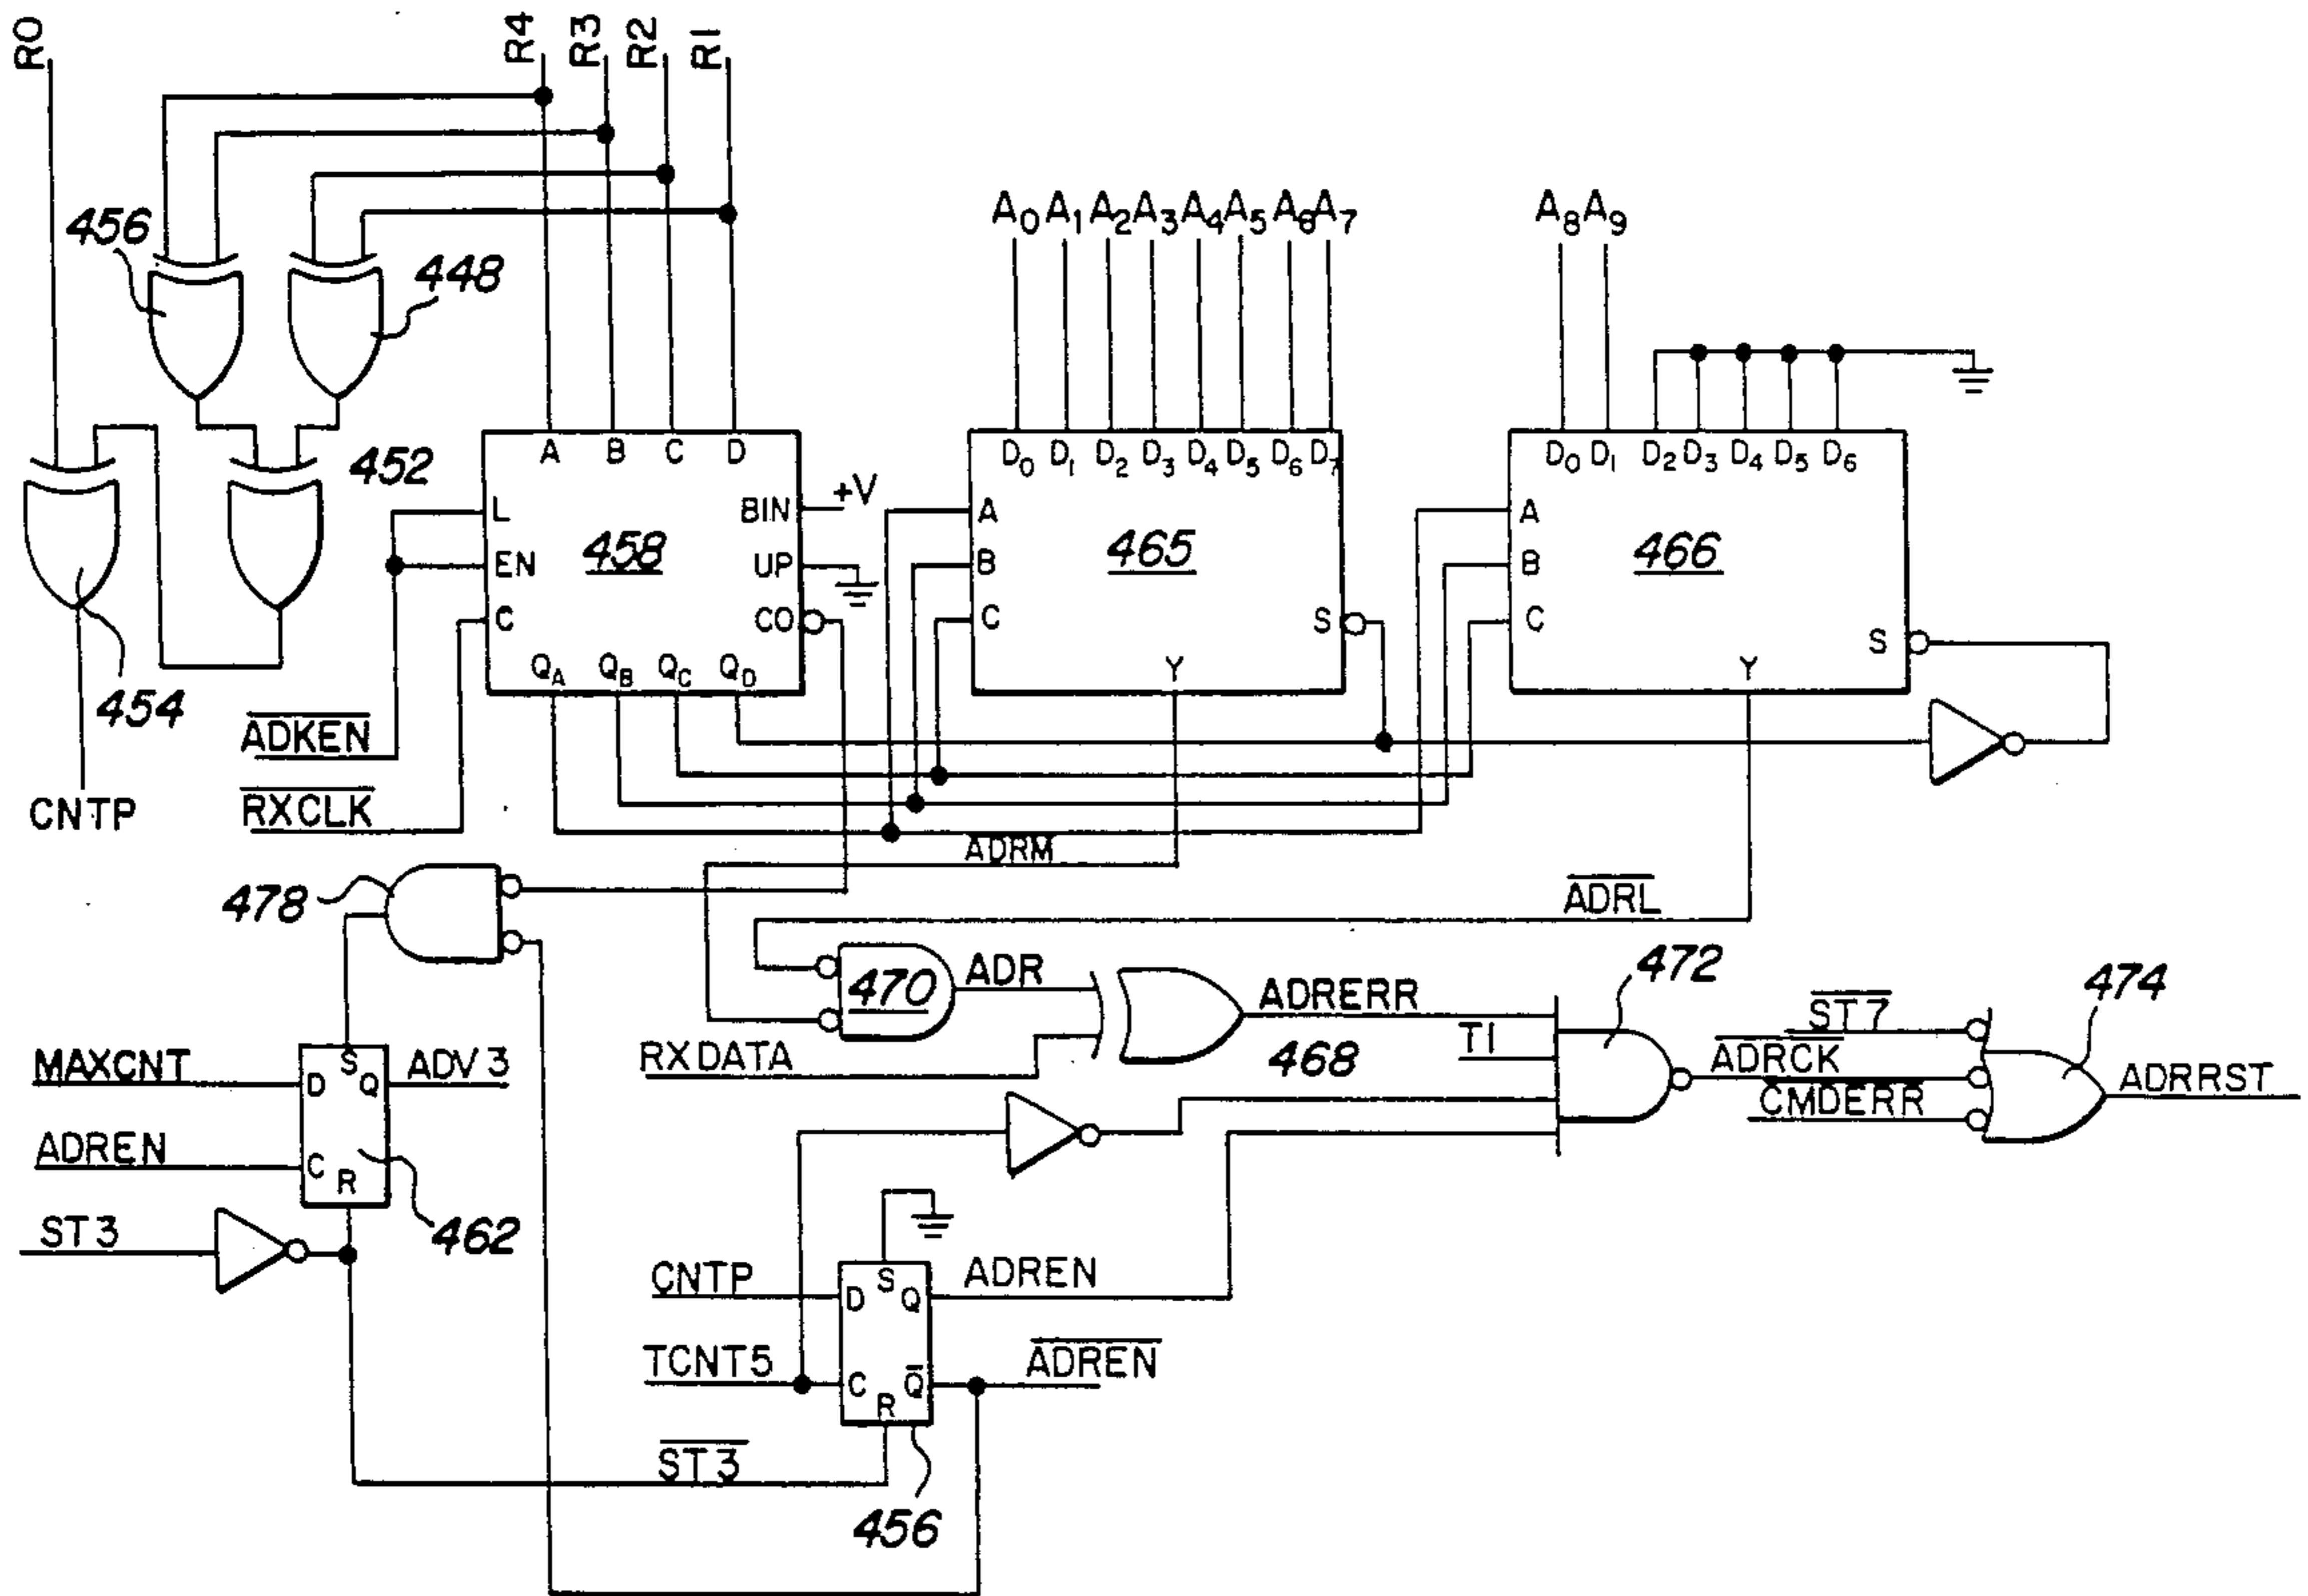 R0 R4 R3 R2 R1
456
448
A0 A1 A2 A3 A4 A5 A6 A7
A8 A9
452
454
A B C D
L
EN
C
458
BIN +V
UP
CO
QA QB QC QD
D0 D1 D2 D3 D4 D5 D6 D7
A
B
C
465
S
Y
D0 D1 D2 D3 D4 D5 D6
A
B
C
466
S
Y
CNTP
ADKEN
RXCLK
ADRM
ADRL
478
470
ADR
RXDATA
ADRERR
468
T1
472
ST7
ADRCK
CMDERR
474
ADRRST
MAXCNT
ADREN
D S Q
C R
ADV3
462
ST3
CNTP
TCNT5
D S Q
C R Q
ADREN
ADREN
ST3
456